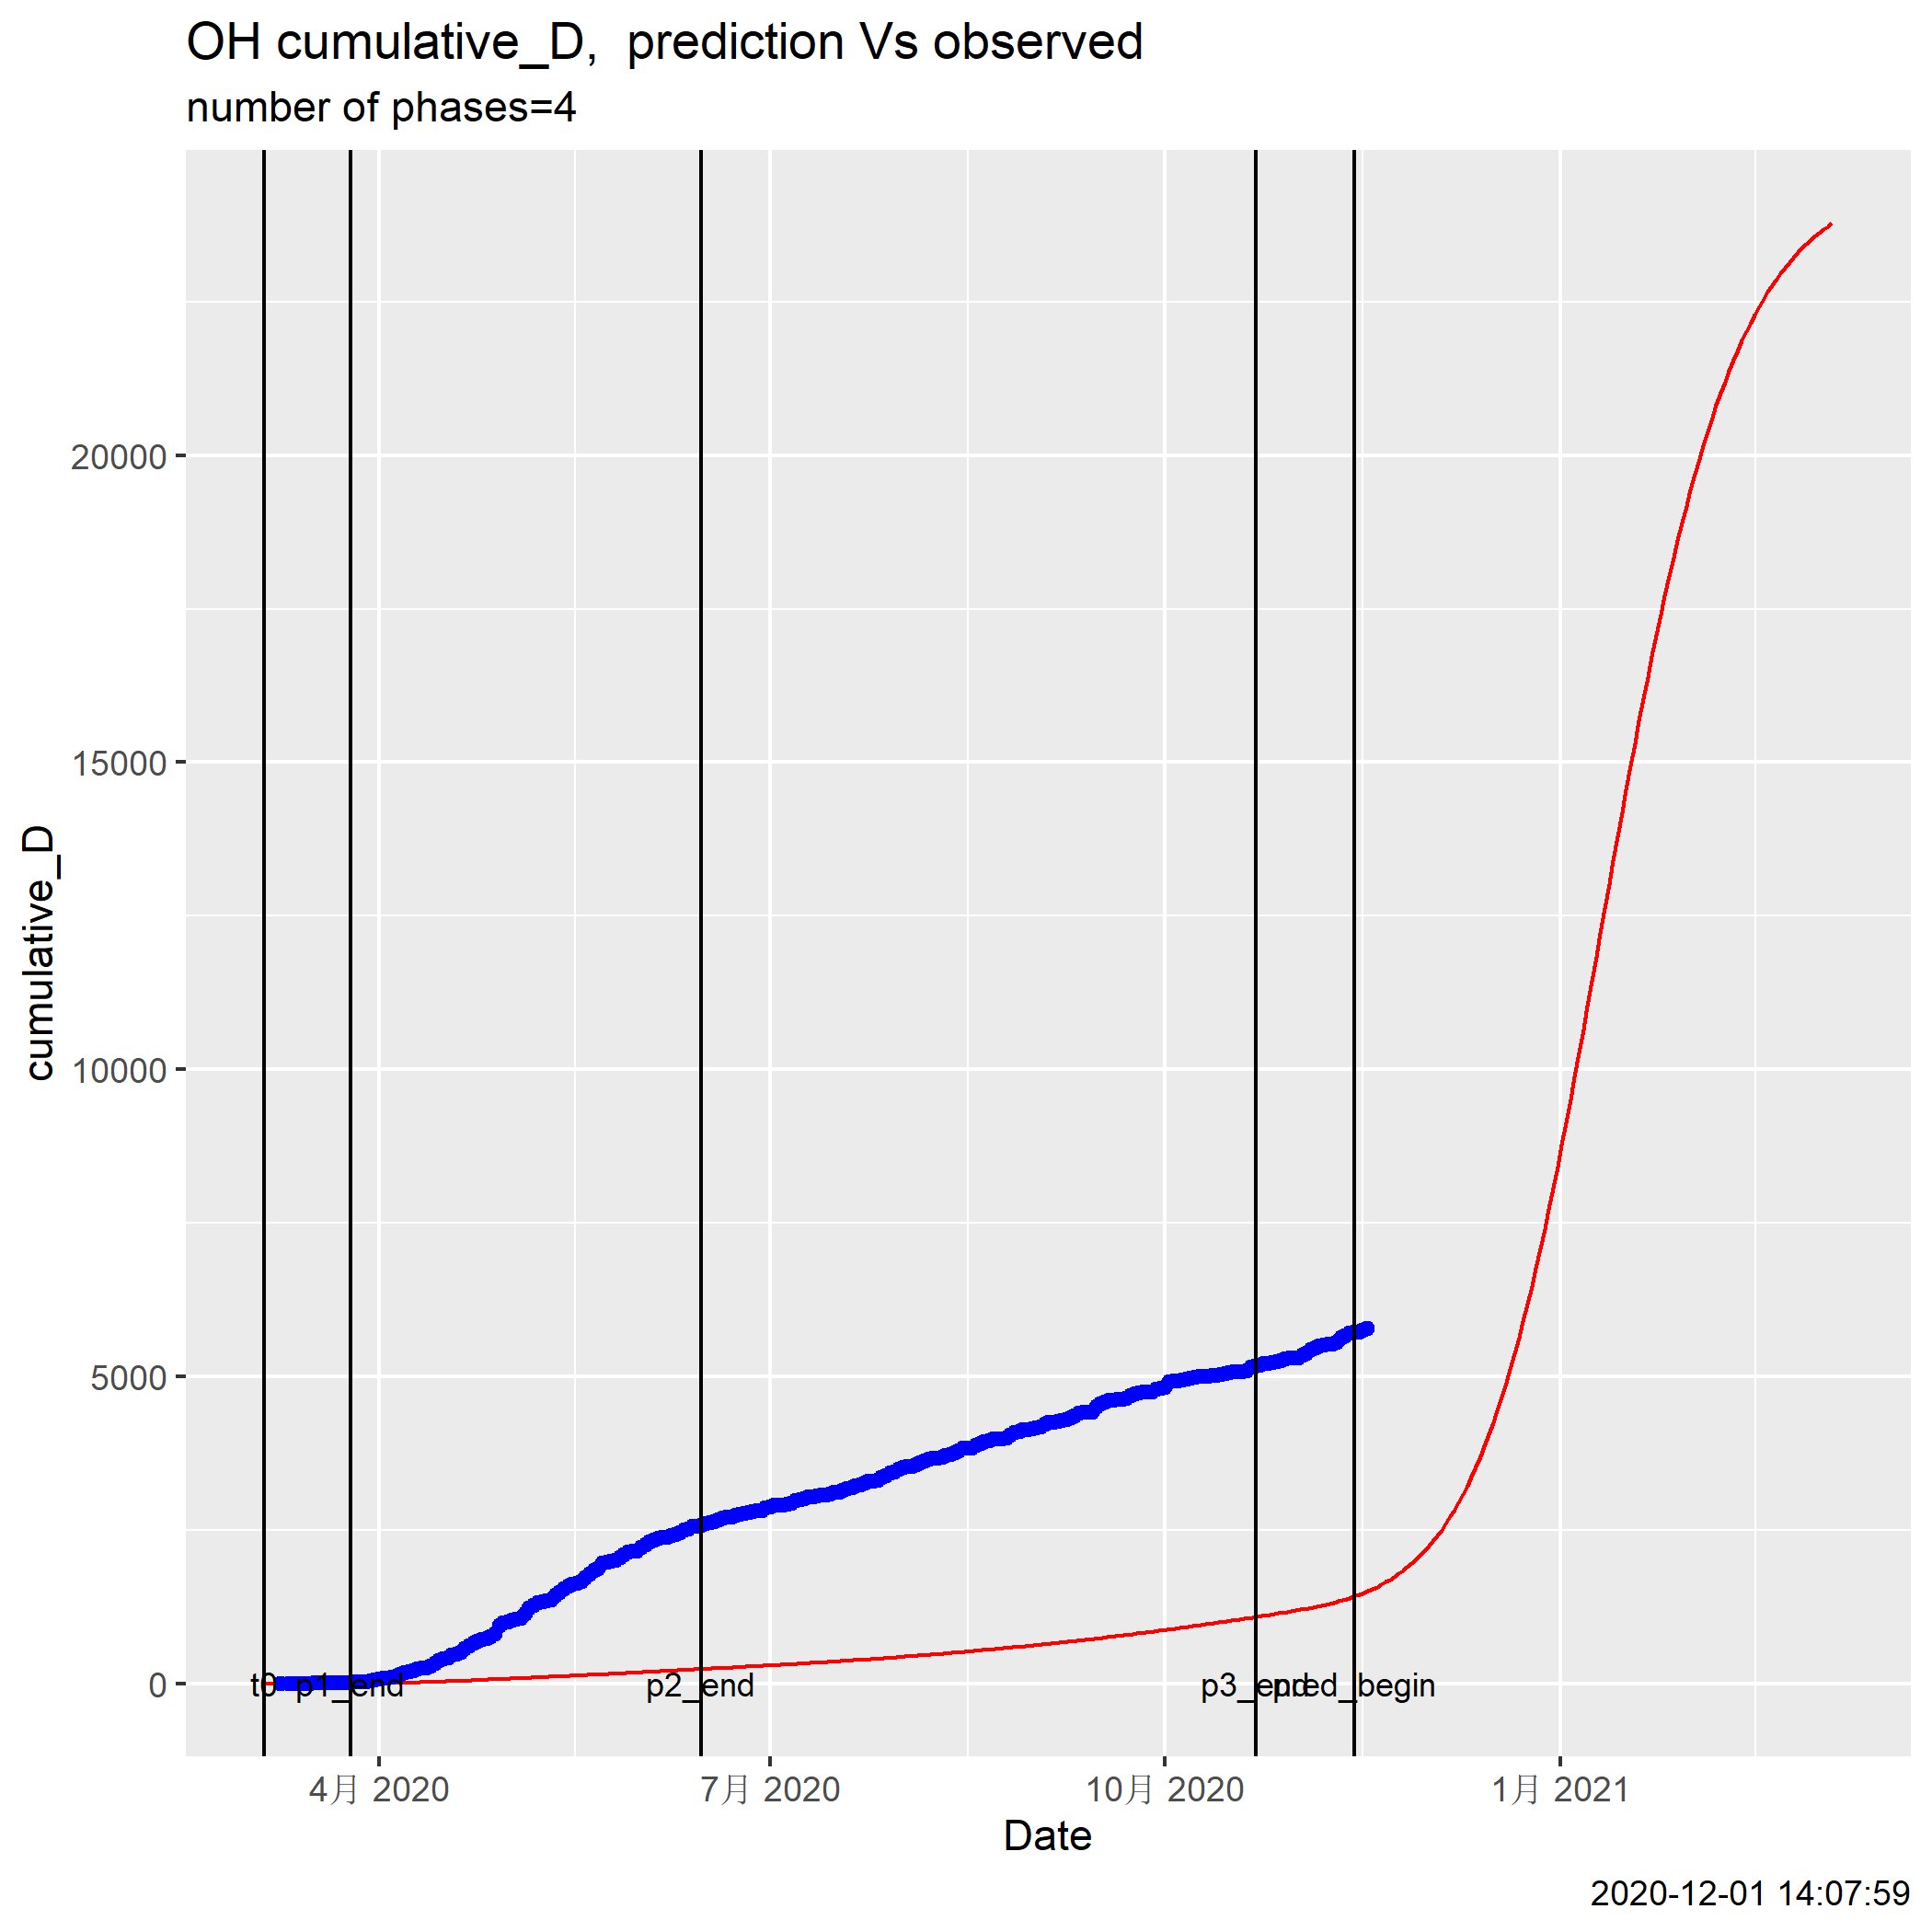 OH cumulative_D,  prediction Vs observed
number of phases=4
cumulative_D
20000
15000
10000
5000
0
t0 p1_end p2_end p3_end pred_begin
4月 2020 7月 2020 10月 2020 1月 2021
Date
2020-12-01 14:07:59